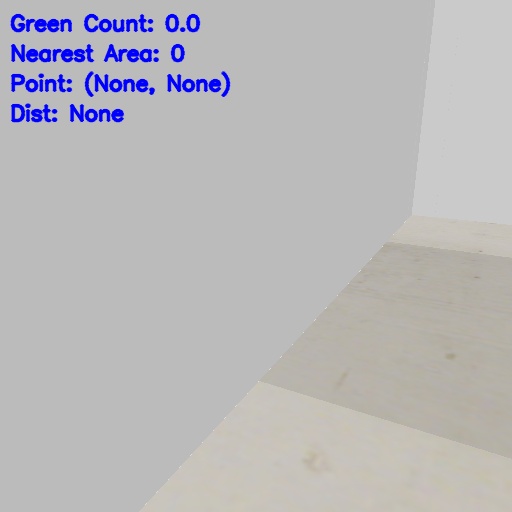 Green Count: 0.0
Nearest Area: 0
Point: (None, None)
Dist: None